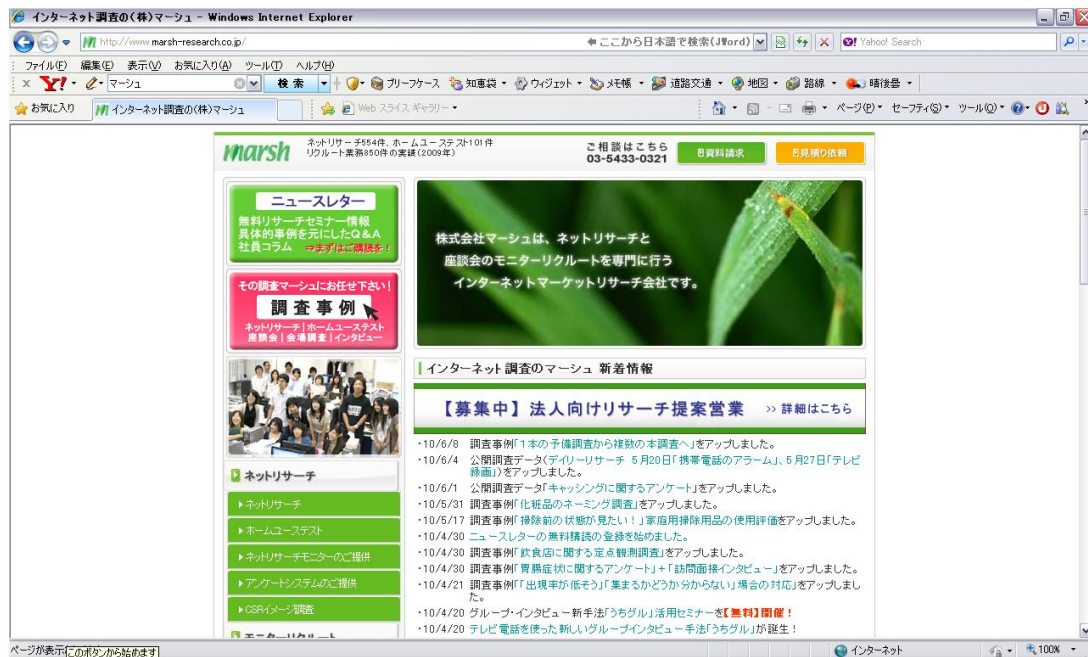 インターネット調査の(株)マーシュ - Windows Internet Explorer
http://www.marsh-research.co.jp/
ここから日本語で検索(JWord)
Yahoo! Search
ファイル(F) 編集(E) 表示(V) お気に入り(A) ツール(T) ヘルプ(H)
x Y! マーシュ 検索 ブリーフケース 知恵袋 ウィジェット メモ帳 道路交通 地図 路線 晴後曇
お気に入り インターネット調査の(株)マーシュ Web スライス ギャラリー ページ(P) セーフティ(S) ツール(O)
marsh
ネットリサーチ554件、ホームユーステスト101件
リクルート業務850件の実績(2009年)
ご相談はこちら
03-5433-0321
資料請求
見積り依頼
ニュースレター
無料リサーチセミナー情報
具体的事例を元にしたQ&A
社員コラム ⇒まずはご購読を!
その調査マーシュにお任せ下さい!
調査事例
ネットリサーチ|ホームユーステスト
座談会|会場調査|インタビュー
株式会社マーシュは、ネットリサーチと
座談会のモニターリクルートを専門に行う
インターネットマーケットリサーチ会社です。
インターネット調査のマーシュ 新着情報
【募集中】法人向けリサーチ提案営業 >> 詳細はこちら
・10/6/8 調査事例「1本の予備調査から複数の本調査へ」をアップしました。
・10/6/4 公開調査データ(デイリーリサーチ 5月20日「携帯電話のアラーム」、5月27日「テレビ
録画」)をアップしました。
・10/6/1 公開調査データ「キャッシングに関するアンケート」をアップしました。
・10/5/31 調査事例「化粧品のネーミング調査」をアップしました。
・10/5/17 調査事例「掃除前の状態が見たい!」家庭用掃除用品の使用評価をアップしました。
・10/4/30 ニュースレターの無料購読の登録を始めました。
・10/4/30 調査事例「飲食店に関する定点観測調査」をアップしました。
・10/4/30 調査事例「胃腸症状に関するアンケート」+「訪問面接インタビュー」をアップしました。
・10/4/21 調査事例「「出現率が低そう」「集まるかどうか分からない」場合の対応」をアップしまし
た。
・10/4/20 グループ・インタビュー新手法「うちグル」活用セミナーを【無料】開催!
・10/4/20 テレビ電話を使った新しいグループインタビュー手法「うちグル」が誕生!
ネットリサーチ
ネットリサーチ
ホームユーステスト
ネットリサーチモニターのご提供
アンケートシステムのご提供
CSRイメージ調査
モニターリクルート
ページが表示
このボタンから始めます
インターネット
100%